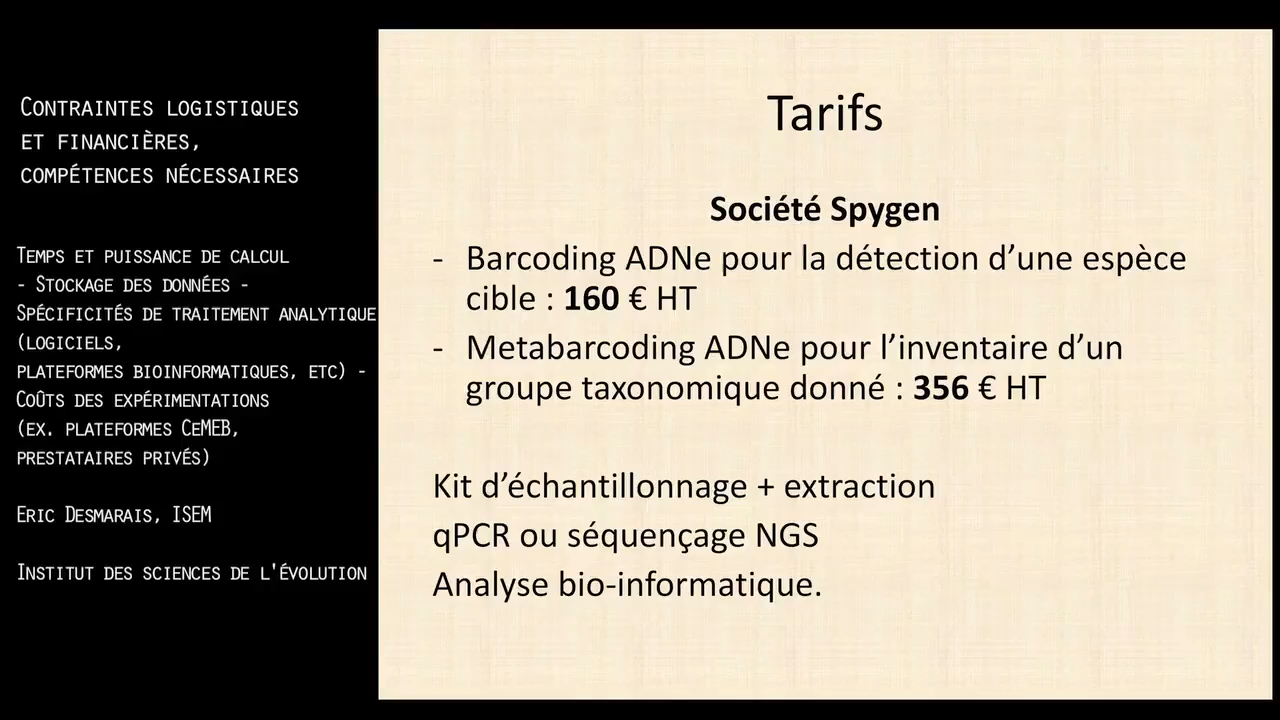 Contraintes logistiques
et financières,
compétences nécessaires
Temps et puissance de calcul
- Stockage des données -
Spécificités de traitement analytique
(logiciels,
plateformes bioinformatiques, etc) -
Coûts des expérimentations
(ex. plateformes CeMEB,
prestataires privés)
Eric Desmarais, ISEM
Institut des sciences de l'évolution
Tarifs
Société Spygen
- Barcoding ADNe pour la détection d’une espèce
cible : 160 € HT
- Metabarcoding ADNe pour l’inventaire d’un
groupe taxonomique donné : 356 € HT
Kit d’échantillonnage + extraction
qPCR ou séquençage NGS
Analyse bio-informatique.